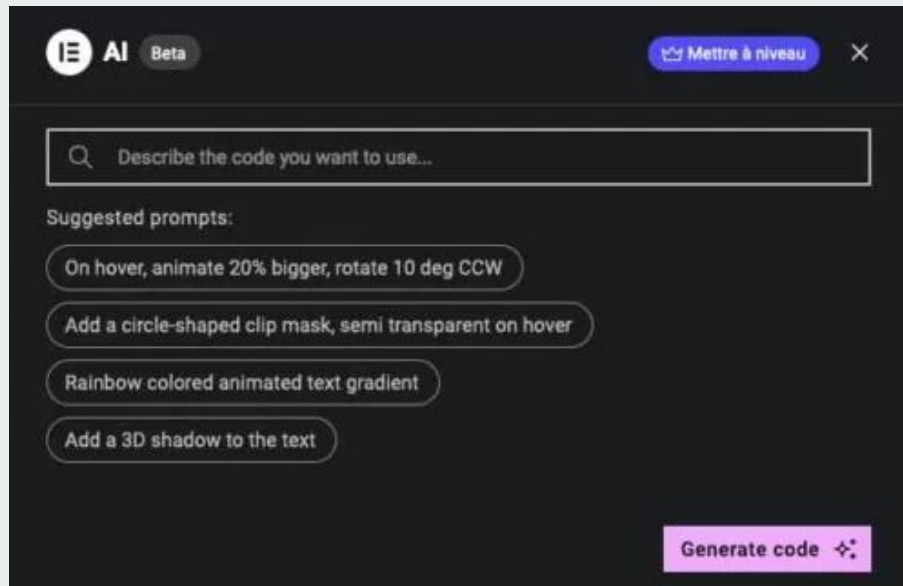 AI Beta Mettre à niveau
Describe the code you want to use...
Suggested prompts:
On hover, animate 20% bigger, rotate 10 deg CCW
Add a circle-shaped clip mask, semi transparent on hover
Rainbow colored animated text gradient
Add a 3D shadow to the text
Generate code